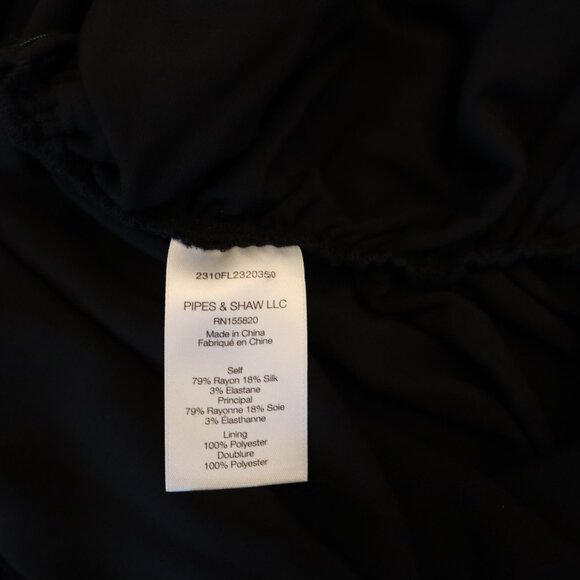 2310FL2320350
PIPES & SHAW LLC
RN155820
Made in China
Fabriqué en Chine
Self
79% Rayon 18% Silk
3% Elastane
Principal
79% Rayonne 18% Soie
3% Élasthanne
Lining
100% Polyester
Doublure
100% Polyester